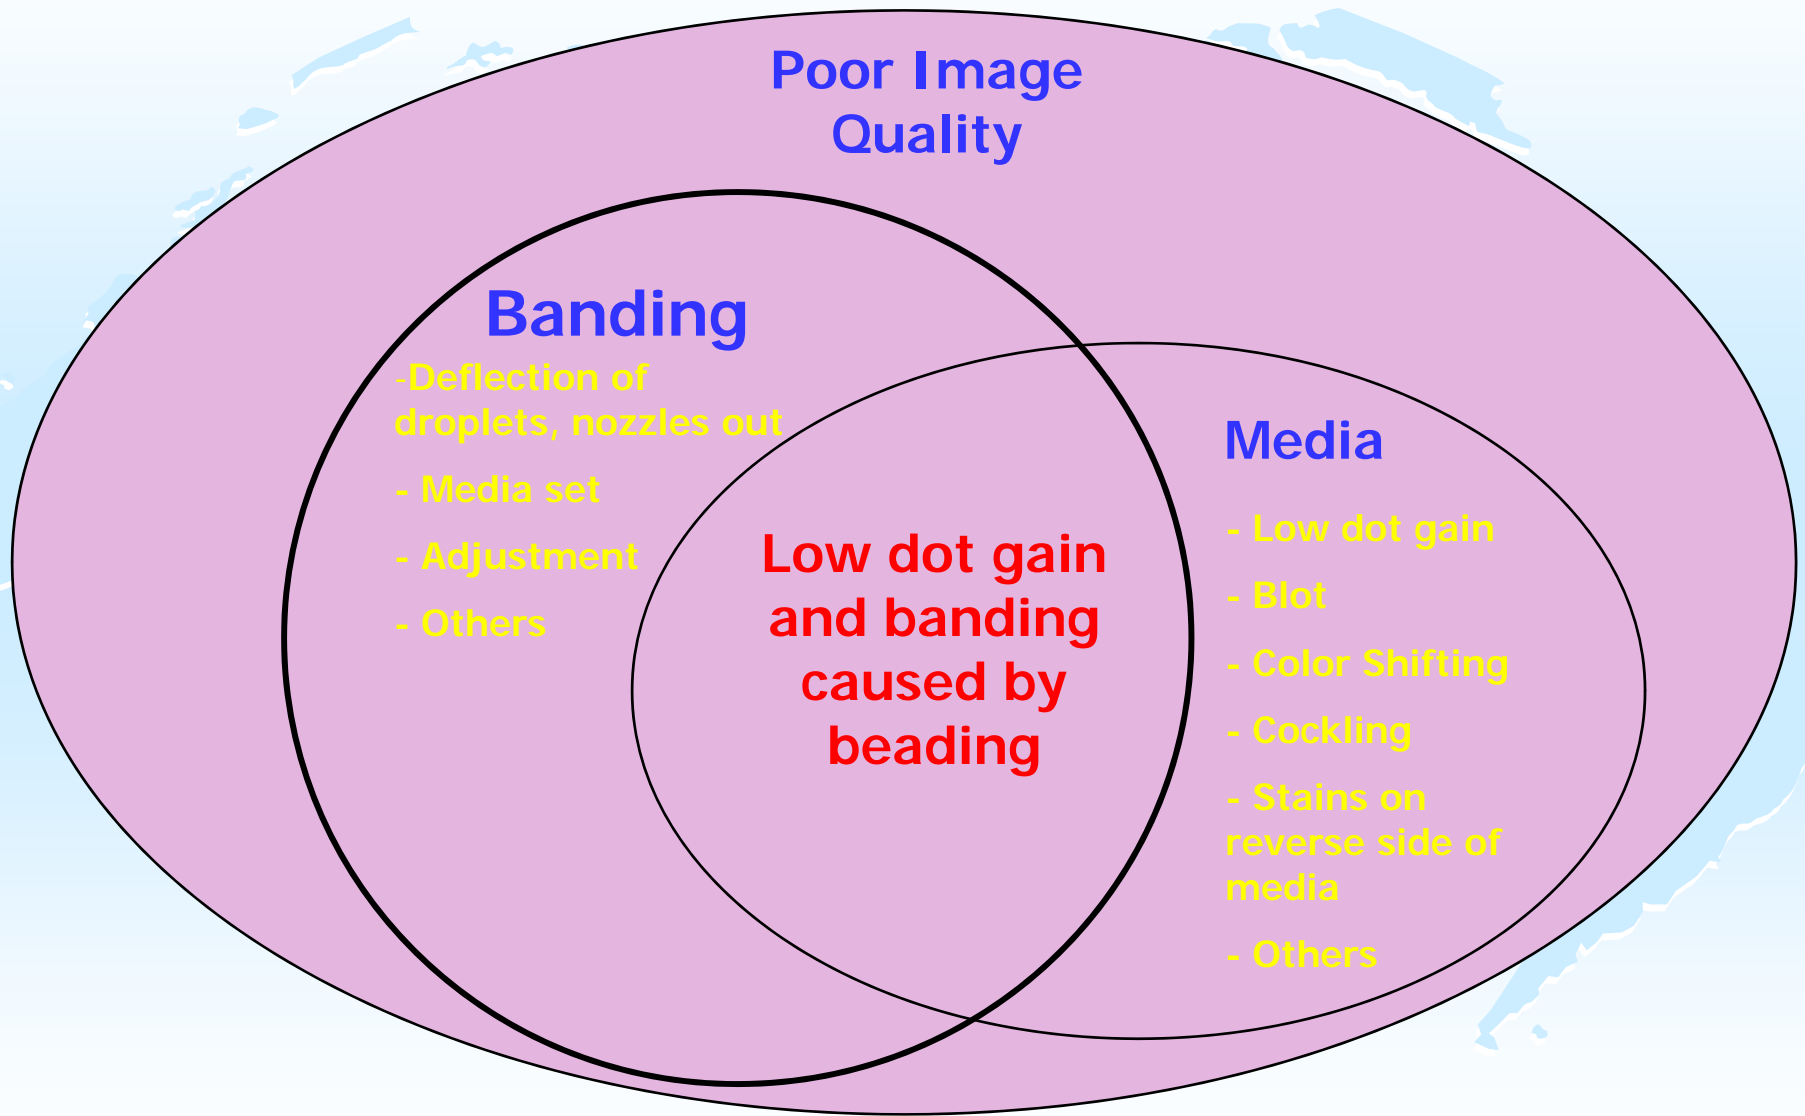 Poor Image
Quality
Banding
-Deflection of
droplets, nozzles out
- Media set
- Adjustment
- Others
Low dot gain
and banding
caused by
beading
Media
- Low dot gain
- Blot
- Color Shifting
- Cockling
- Stains on
reverse side of
media
- Others